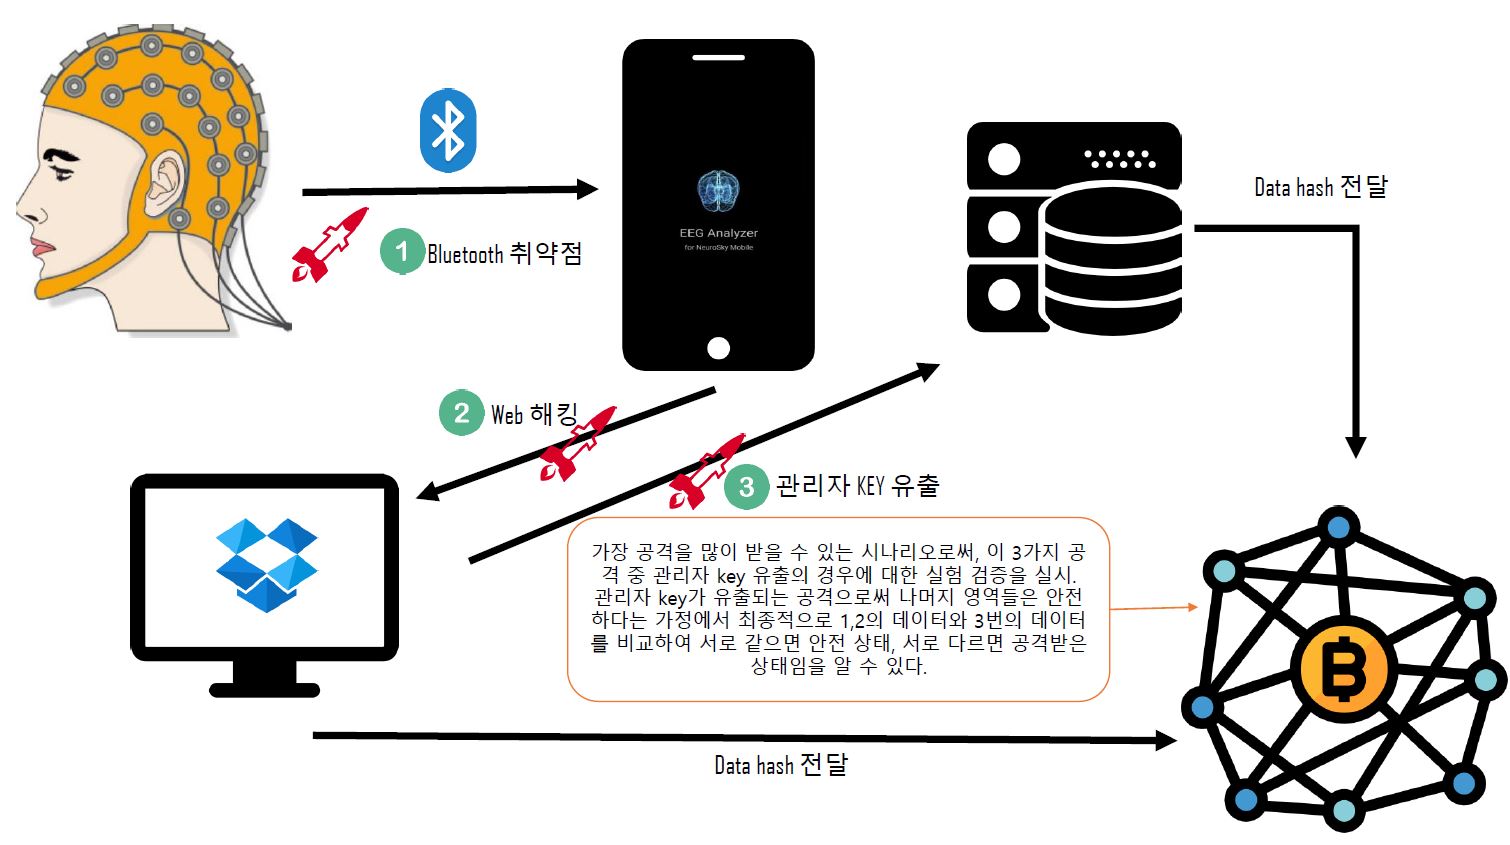 1 Bluetooth 취약점
EEG Analyzer
for NeuroSky Mobile
Data hash 전달
2 Web 해킹
3 관리자 KEY 유출
가장 공격을 많이 받을 수 있는 시나리오로써, 이 3가지 공
격 중 관리자 key 유출의 경우에 대한 실험 검증을 실시.
관리자 key가 유출되는 공격으로써 나머지 영역들은 안전
하다는 가정에서 최종적으로 1,2의 데이터와 3번의 데이터
를 비교하여 서로 같으면 안전 상태, 서로 다르면 공격받은
상태임을 알 수 있다.
Data hash 전달